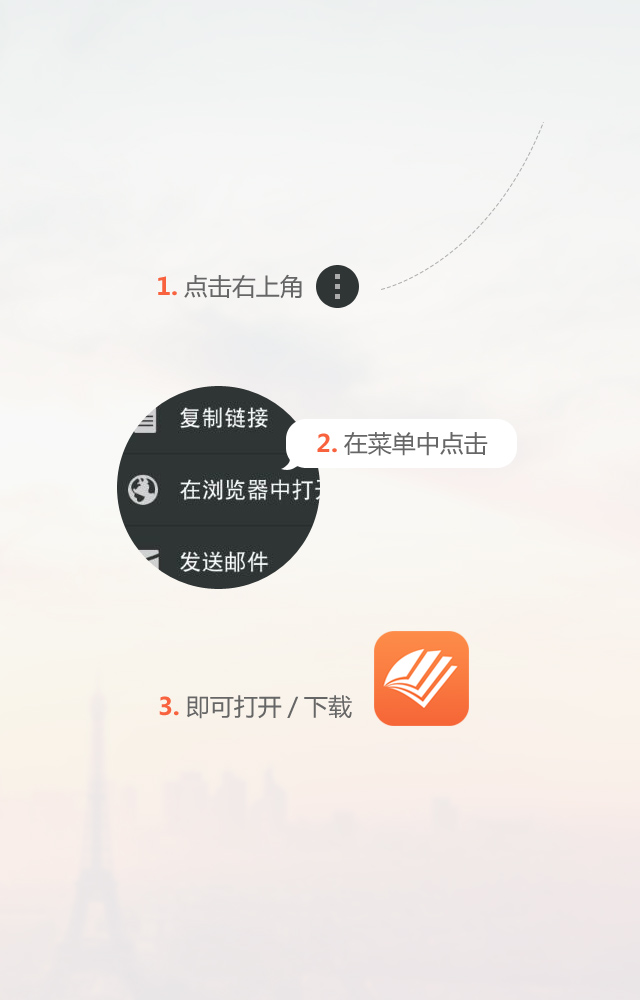 1. 点击右上角
复制链接
2. 在菜单中点击
在浏览器中打
发送邮件
3. 即可打开 / 下载